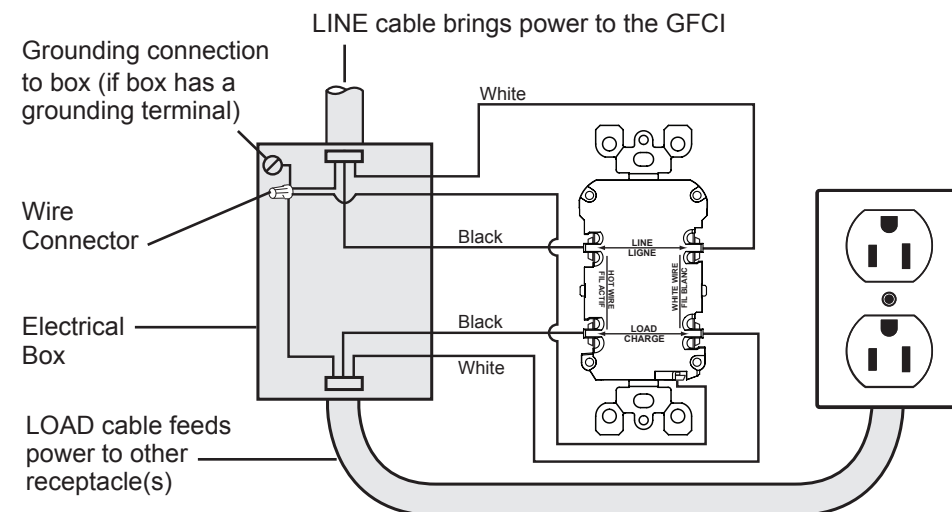 LINE cable brings power to the GFCI
Grounding connection
to box (if box has a
grounding terminal)
White
Wire
Connector
Black
LINE
LIGNE
HOT WIRE
FIL ACTIF
WHITE WIRE
FIL BLANC
Electrical
Box
Black
LOAD
CHARGE
White
LOAD cable feeds
power to other
receptacle(s)